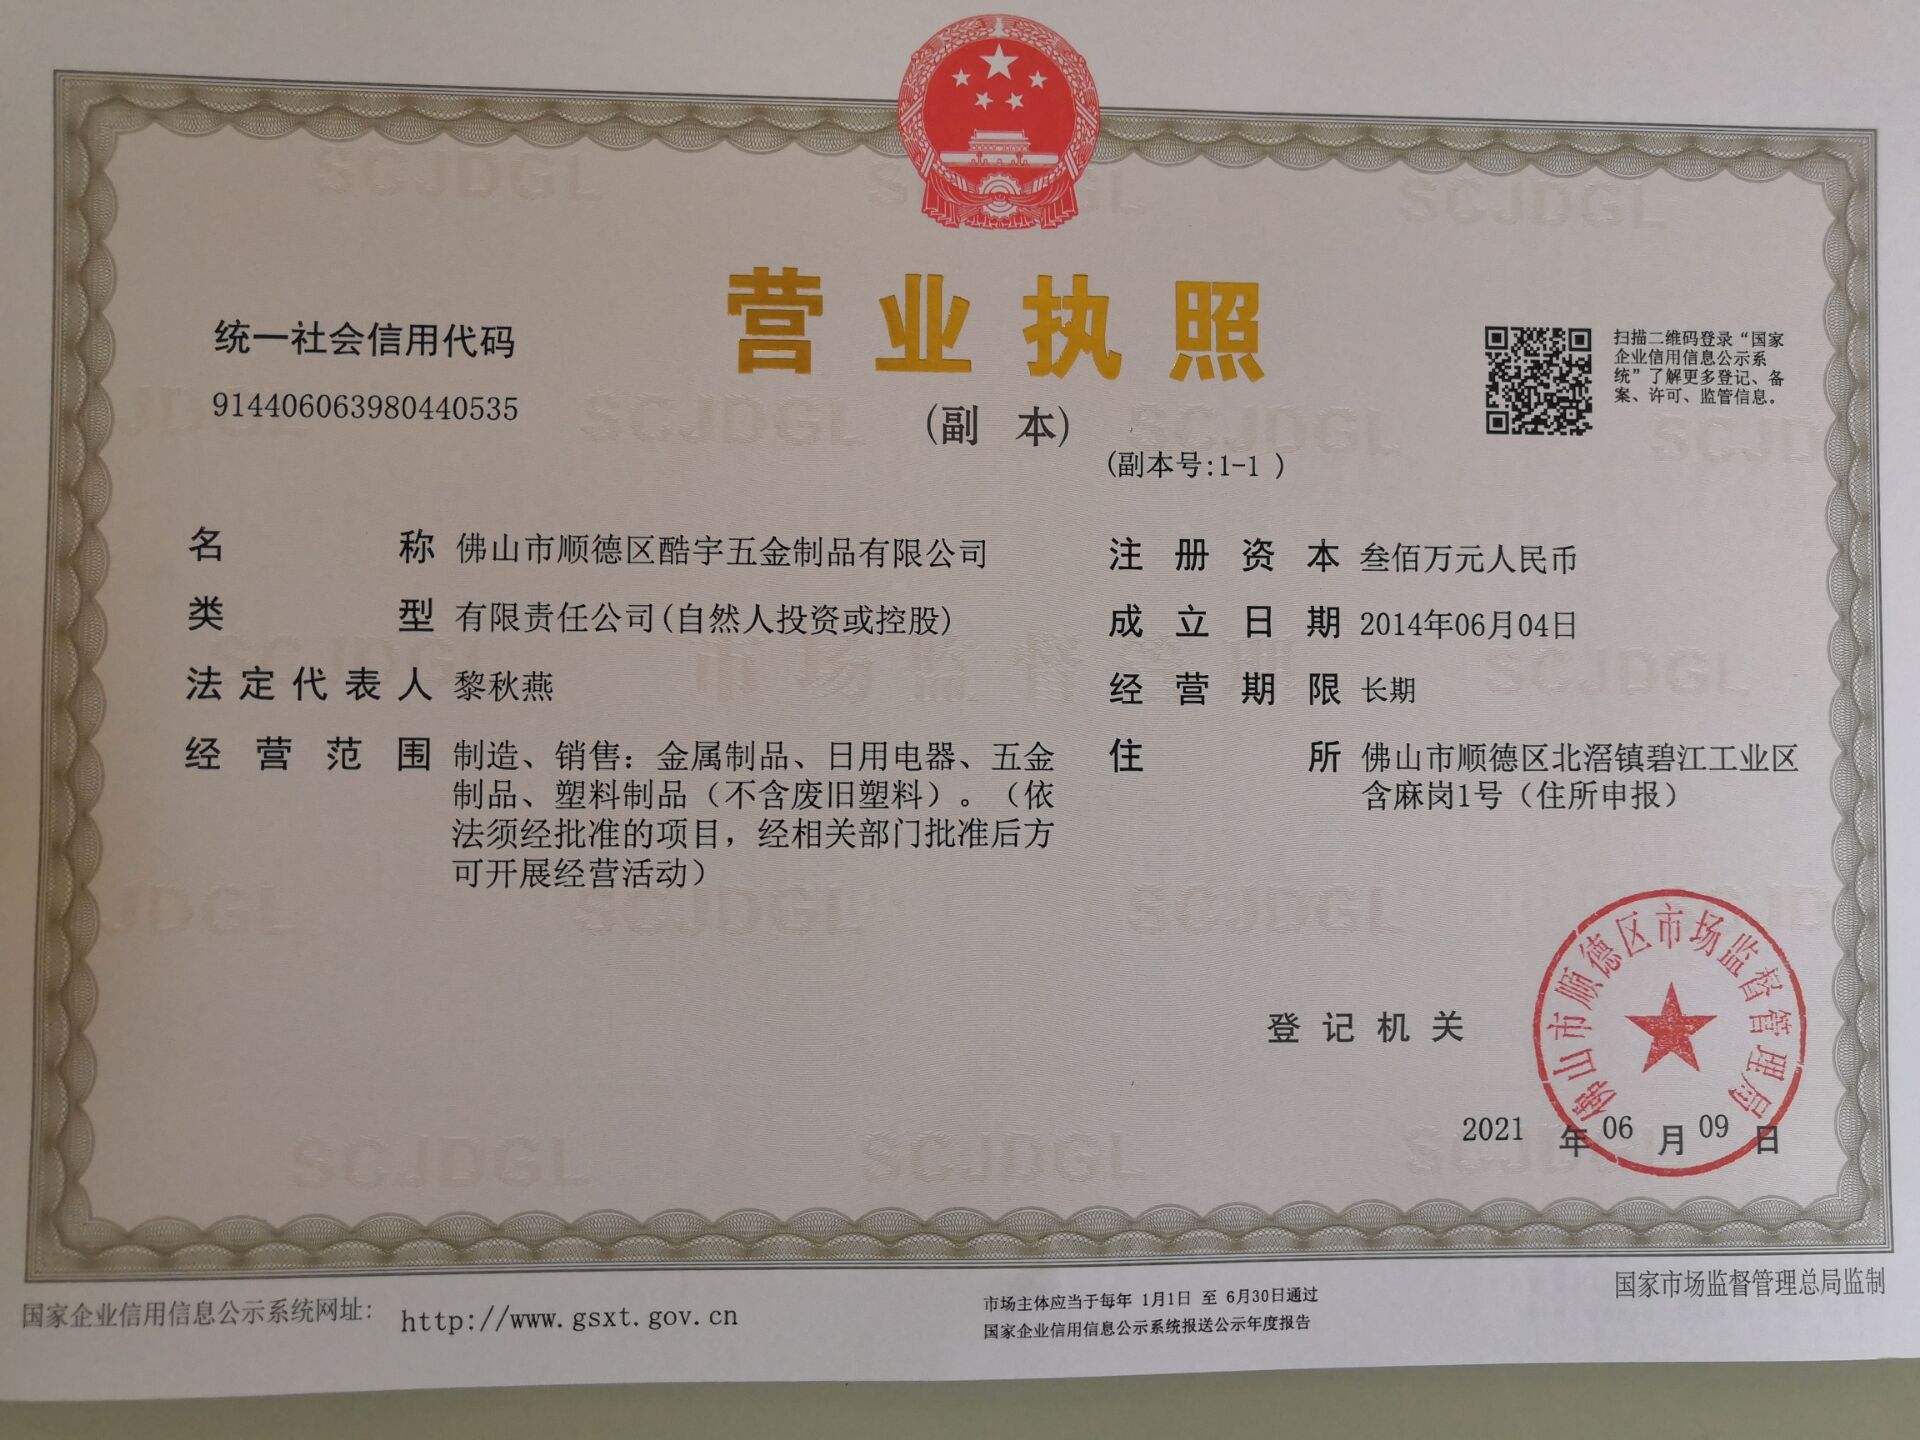 营业执照
(副 本)
(副本号:1-1 )
统一社会信用代码
914406063980440535
扫描二维码登录“国家
企业信用信息公示系
统”了解更多登记、备
案、许可、监管信息。
名 称 佛山市顺德区酷宇五金制品有限公司
类 型 有限责任公司(自然人投资或控股)
法定代表人 黎秋燕
经营范围 制造、销售：金属制品、日用电器、五金
制品、塑料制品（不含废旧塑料）。（依
法须经批准的项目，经相关部门批准后方
可开展经营活动）
注册资本 叁佰万元人民币
成立日期 2014年06月04日
经营期限 长期
住 所 佛山市顺德区北滘镇碧江工业区
含麻岗1号（住所申报）
登记机关
佛山市顺德区市场监督管理局
2021 年 06 月 09 日
国家企业信用信息公示系统网址： http://www.gsxt.gov.cn
市场主体应当于每年 1月1日 至 6月30日通过
国家企业信用信息公示系统报送公示年度报告
国家市场监督管理总局监制
SCJDGL
市场监督管理